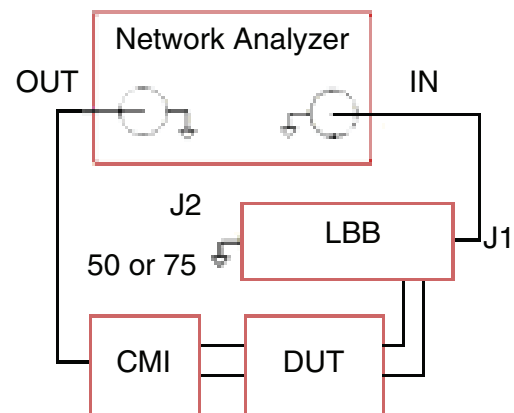 Network Analyzer
OUT
IN
J2
LBB
J1
50 or 75
CMI
DUT